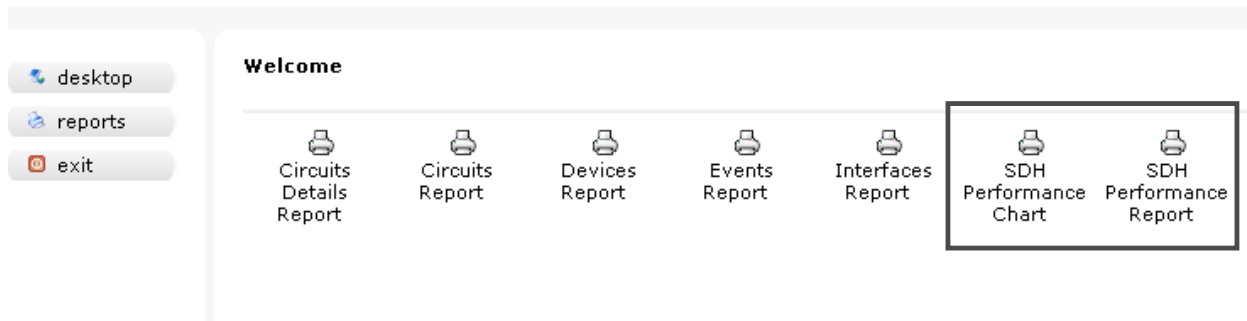 desktop
reports
exit
Welcome
Circuits
Details
Report
Circuits
Report
Devices
Report
Events
Report
Interfaces
Report
SDH
Performance
Chart
SDH
Performance
Report